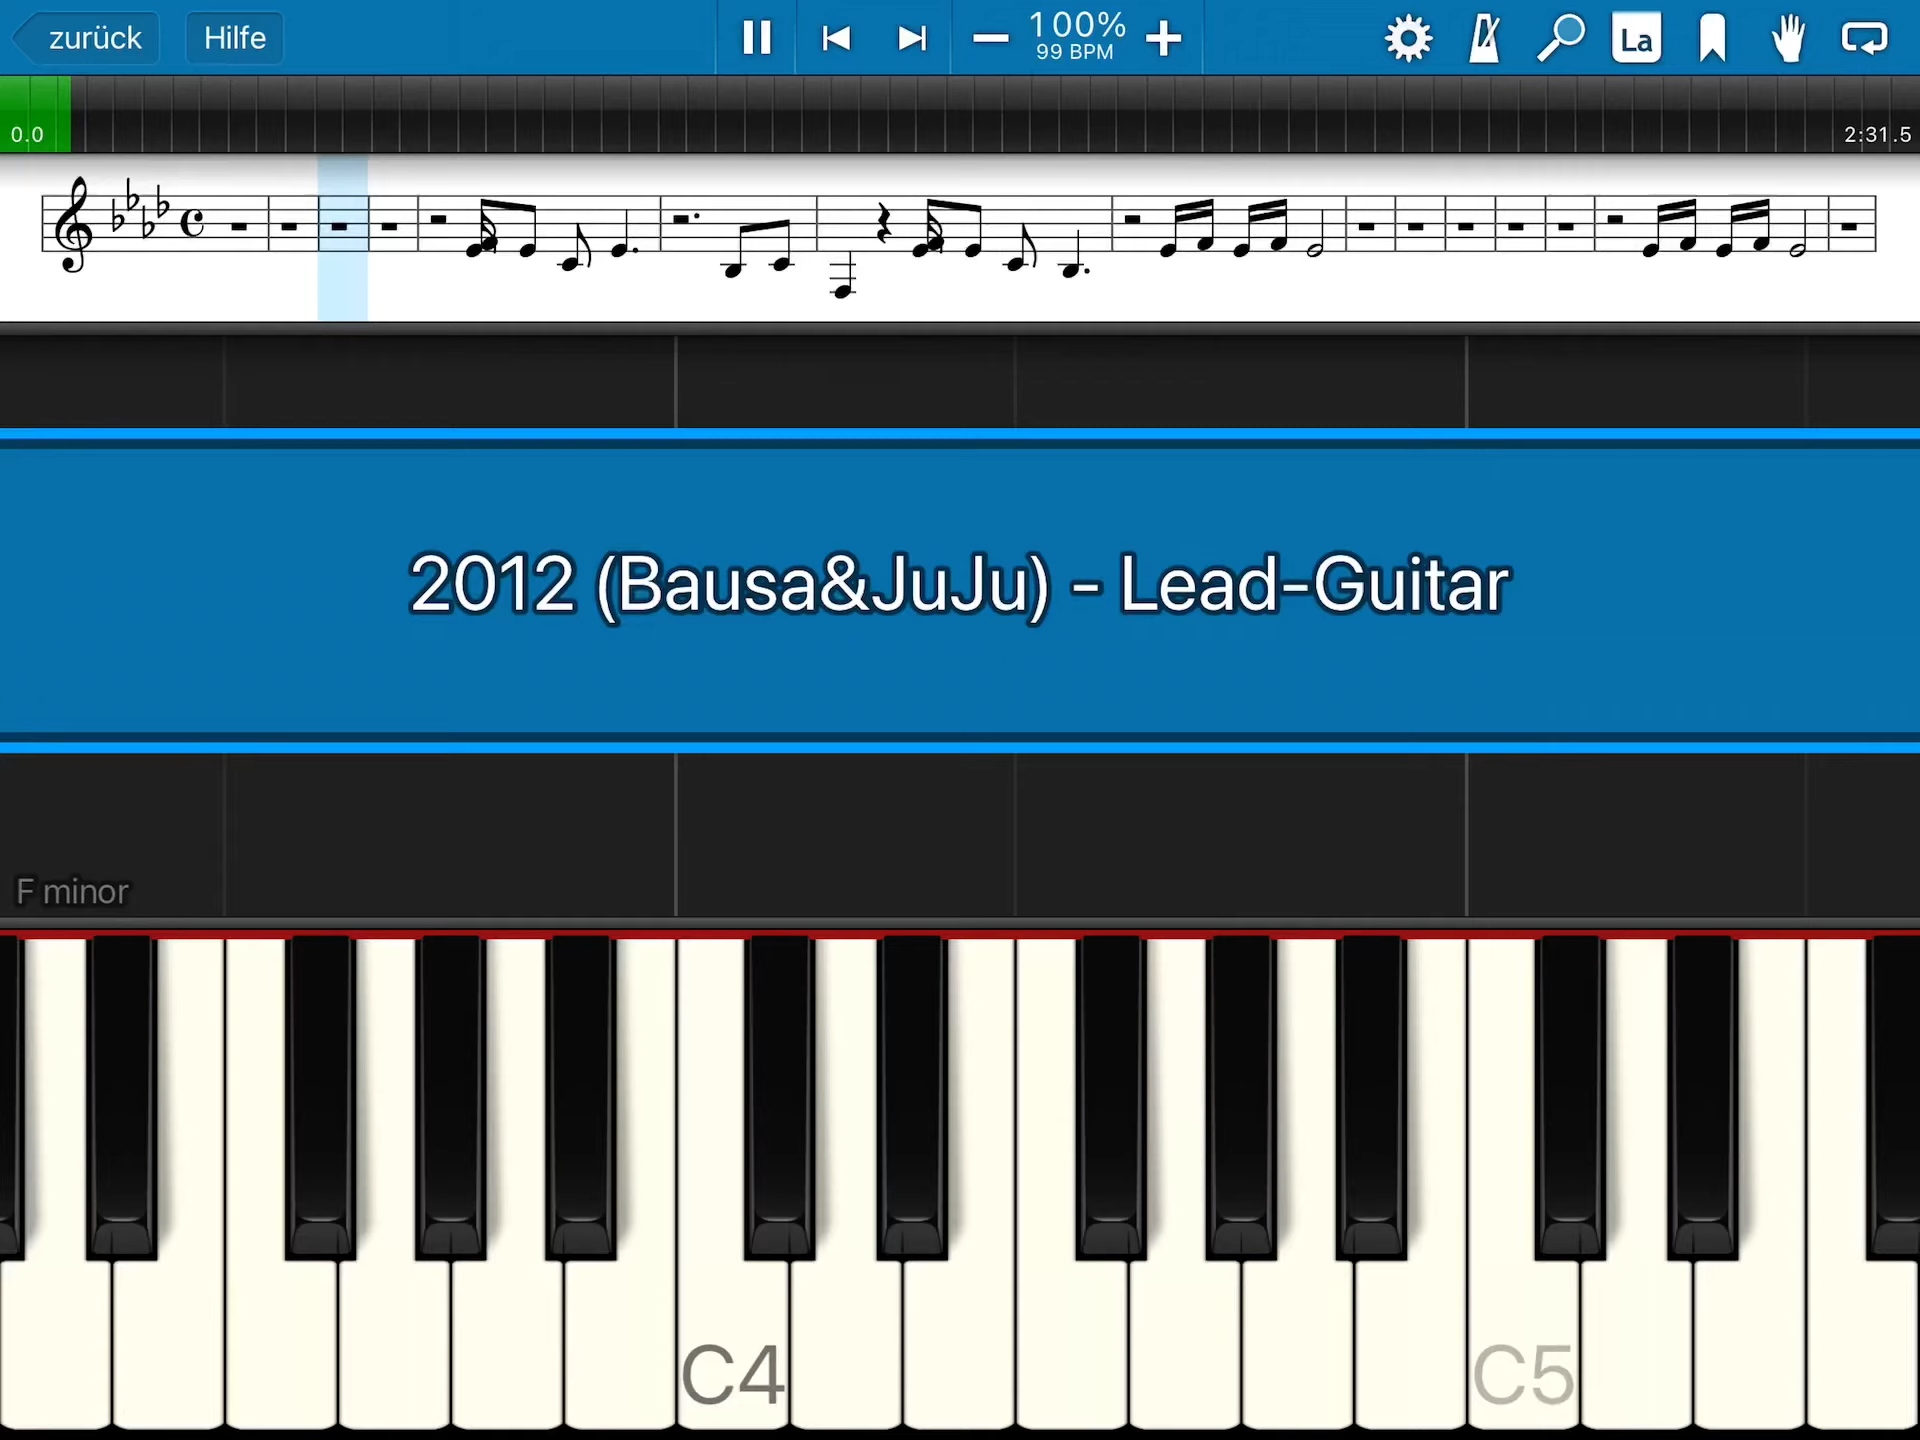 zurück
Hilfe
100%
99 BPM
La
0.0
2:31.5
2012 (Bausa&JuJu) - Lead-Guitar
F minor
C4
C5